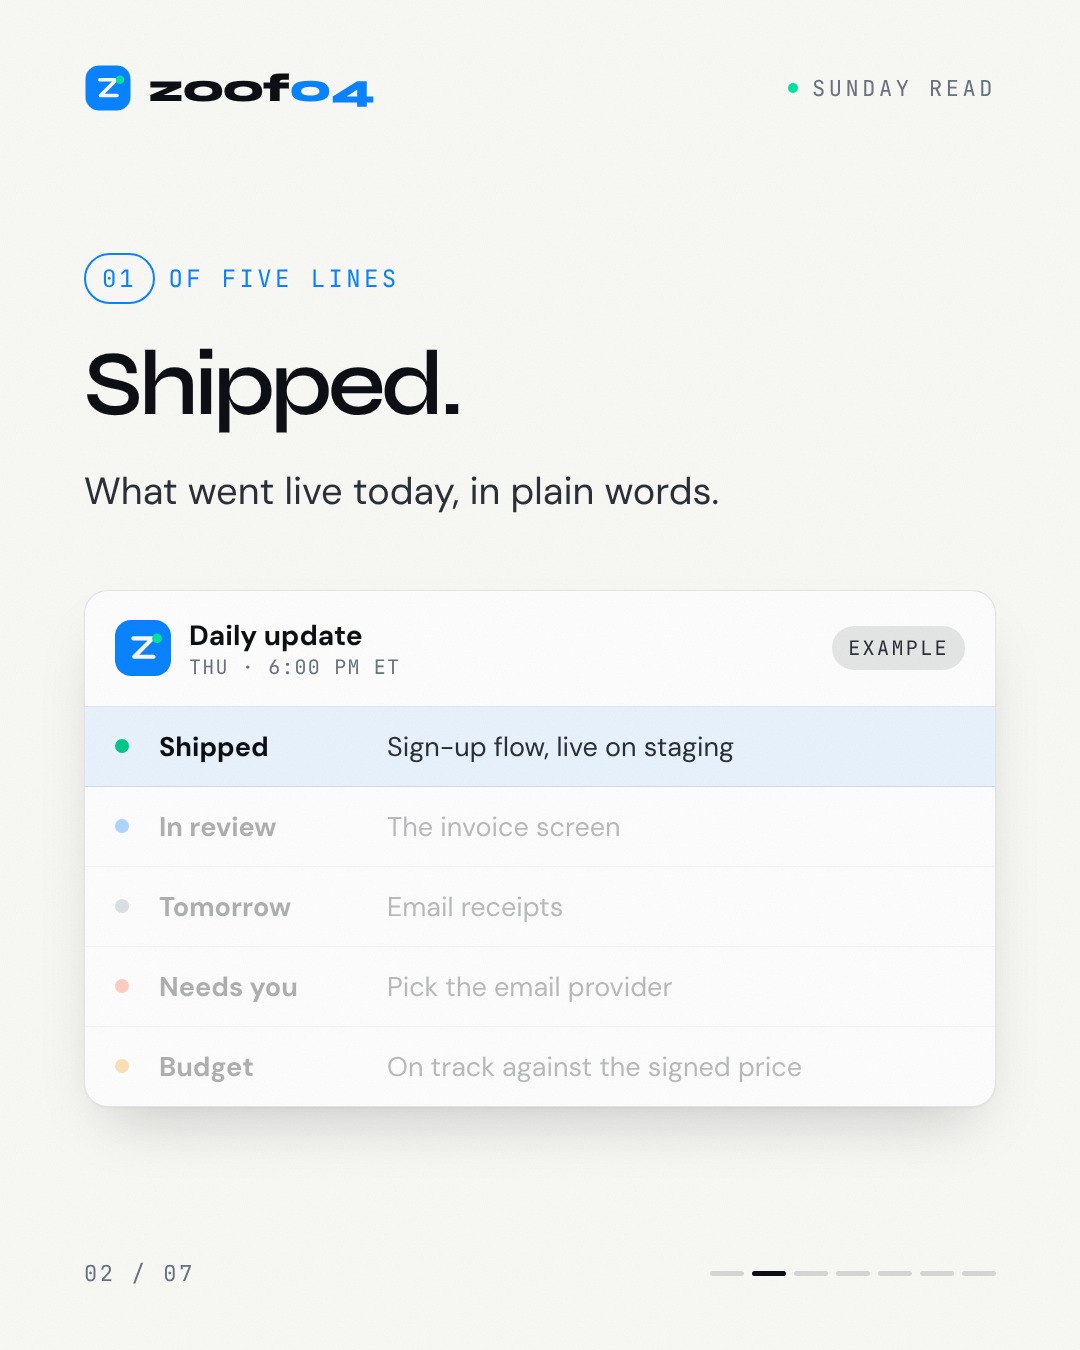 Z zoof04
SUNDAY READ
01 OF FIVE LINES
Shipped.
What went live today, in plain words.
Z Daily update
THU · 6:00 PM ET
EXAMPLE
Shipped Sign-up flow, live on staging
In review The invoice screen
Tomorrow Email receipts
Needs you Pick the email provider
Budget On track against the signed price
02 / 07